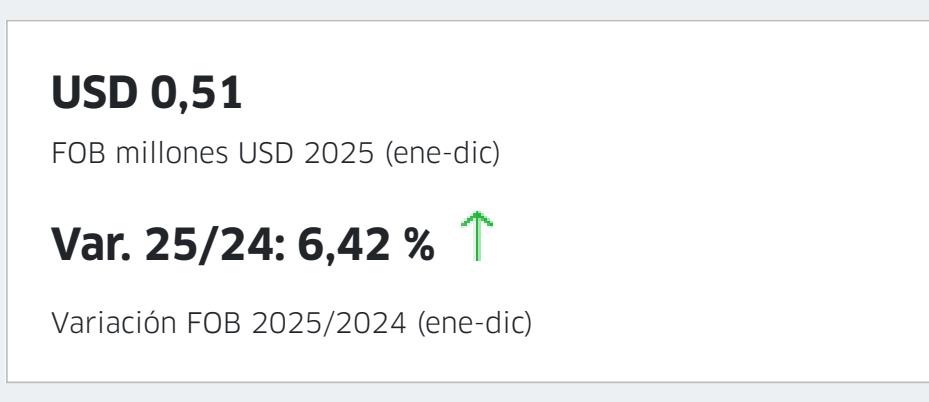 USD 0,51
FOB millones USD 2025 (ene-dic)
Var. 25/24: 6,42 % ↑
Variación FOB 2025/2024 (ene-dic)